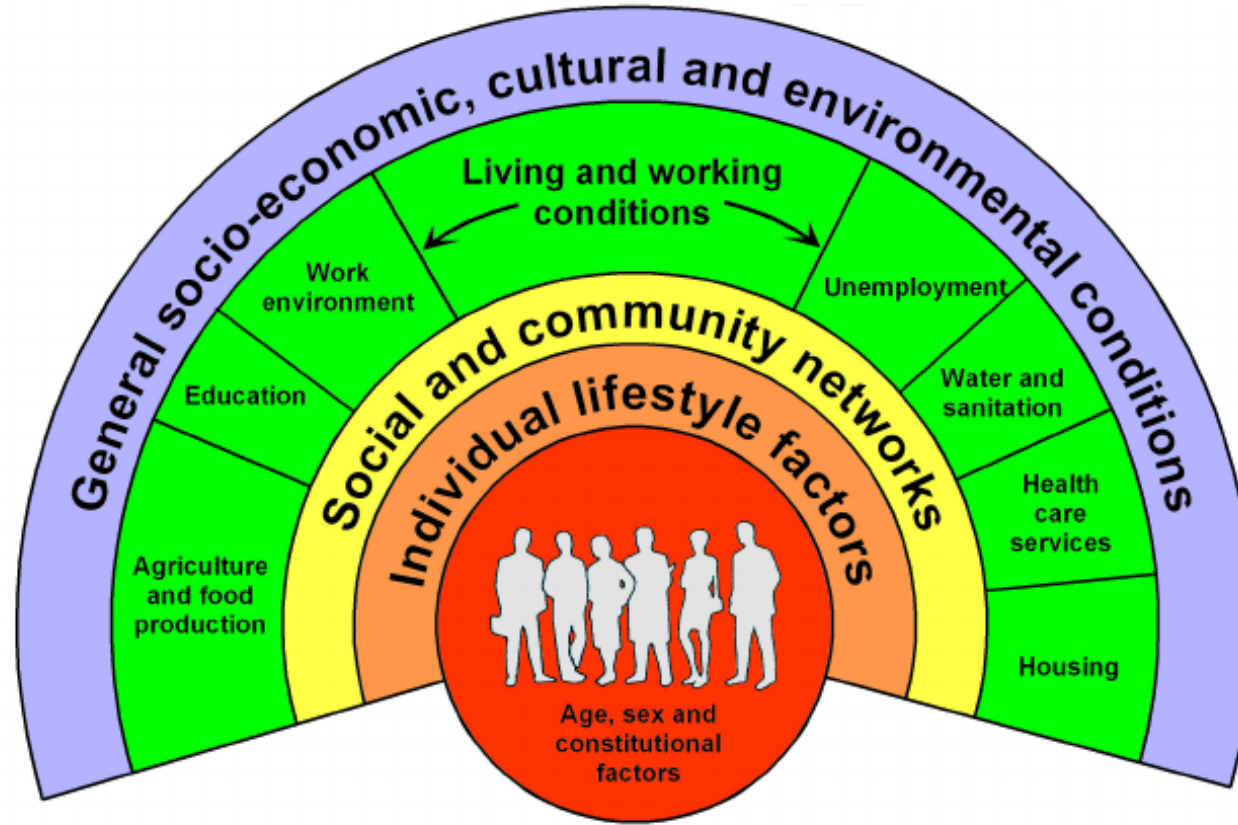 General socio-economic, cultural and environmental conditions
Living and working
conditions
Work
environment
Unemployment
Education
Water and
sanitation
Agriculture
and food
production
Health
care
services
Housing
Social and community networks
Individual lifestyle factors
Age, sex and
constitutional
factors